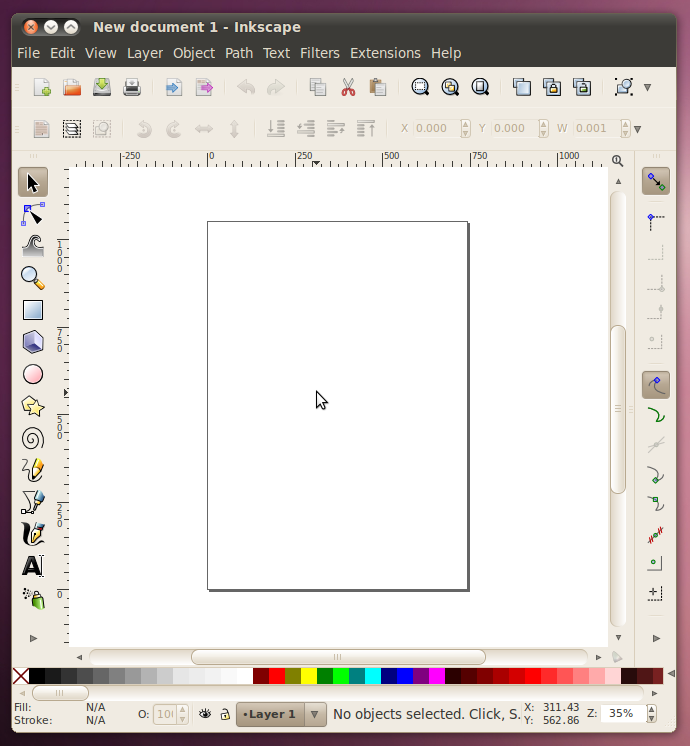 New document 1 - Inkscape
File Edit View Layer Object Path Text Filters Extensions Help
X 0.000 Y 0.000 W 0.001
-250 0 250 500 750 1000
1000
750
500
250
0
A
Fill: N/A
Stroke: N/A
O: 10
•Layer 1
No objects selected. Click, S.
X: 311.43
Y: 562.86
Z: 35%